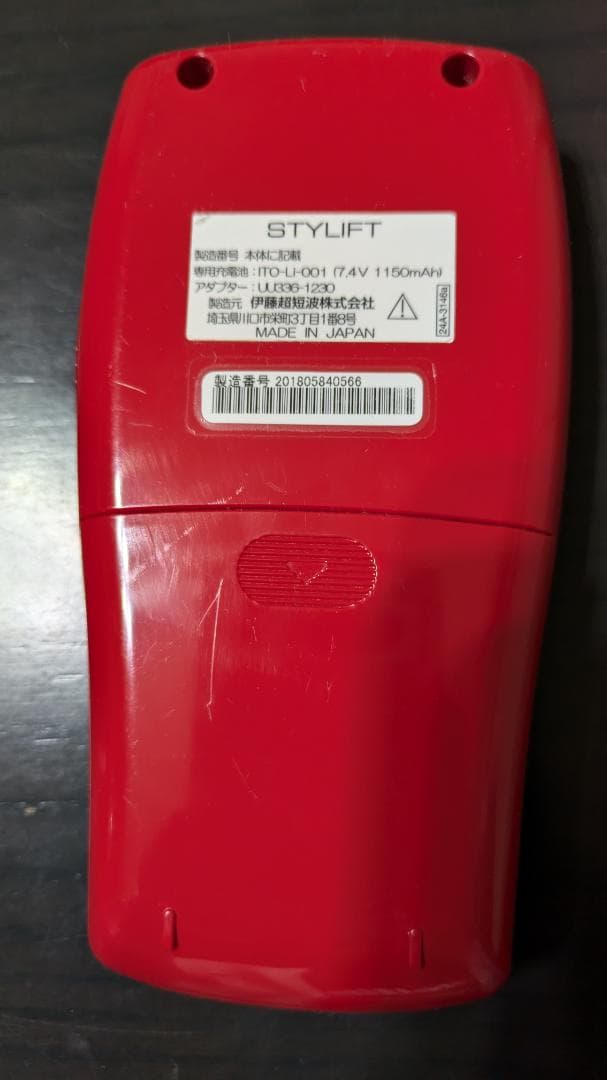 STYLIFT
製造番号 本体に記載
専用充電池：ITO-Li-001 (7,4V 1150mAh)
アダプター：UU336-1230
製造元 伊藤超短波株式会社
埼玉県川口市栄町3丁目1番8号
MADE IN JAPAN
24A-3146a
製造番号 201805840566